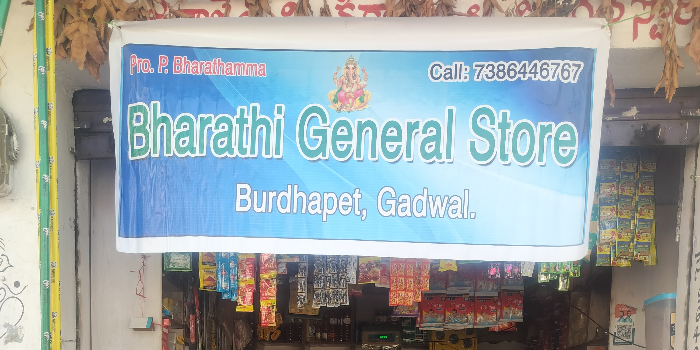 Pro. P. Bharathamma
Call: 7386446767
Bharathi General Store
Burdhapet, Gadwal.